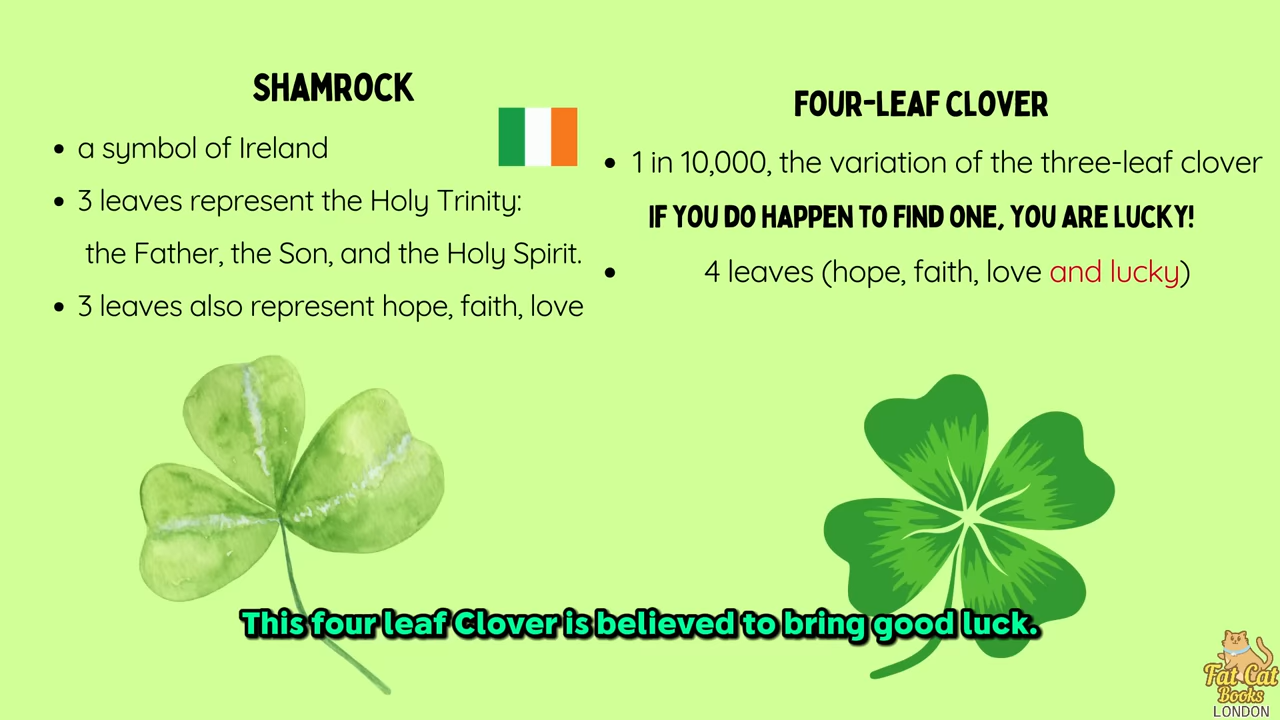 SHAMROCK
• a symbol of Ireland
• 3 leaves represent the Holy Trinity:
the Father, the Son, and the Holy Spirit.
• 3 leaves also represent hope, faith, love
FOUR-LEAF CLOVER
• 1 in 10,000, the variation of the three-leaf clover
IF YOU DO HAPPEN TO FIND ONE, YOU ARE LUCKY!
• 4 leaves (hope, faith, love and lucky)
This four leaf Clover is believed to bring good luck.
Fat Cat
Books
LONDON